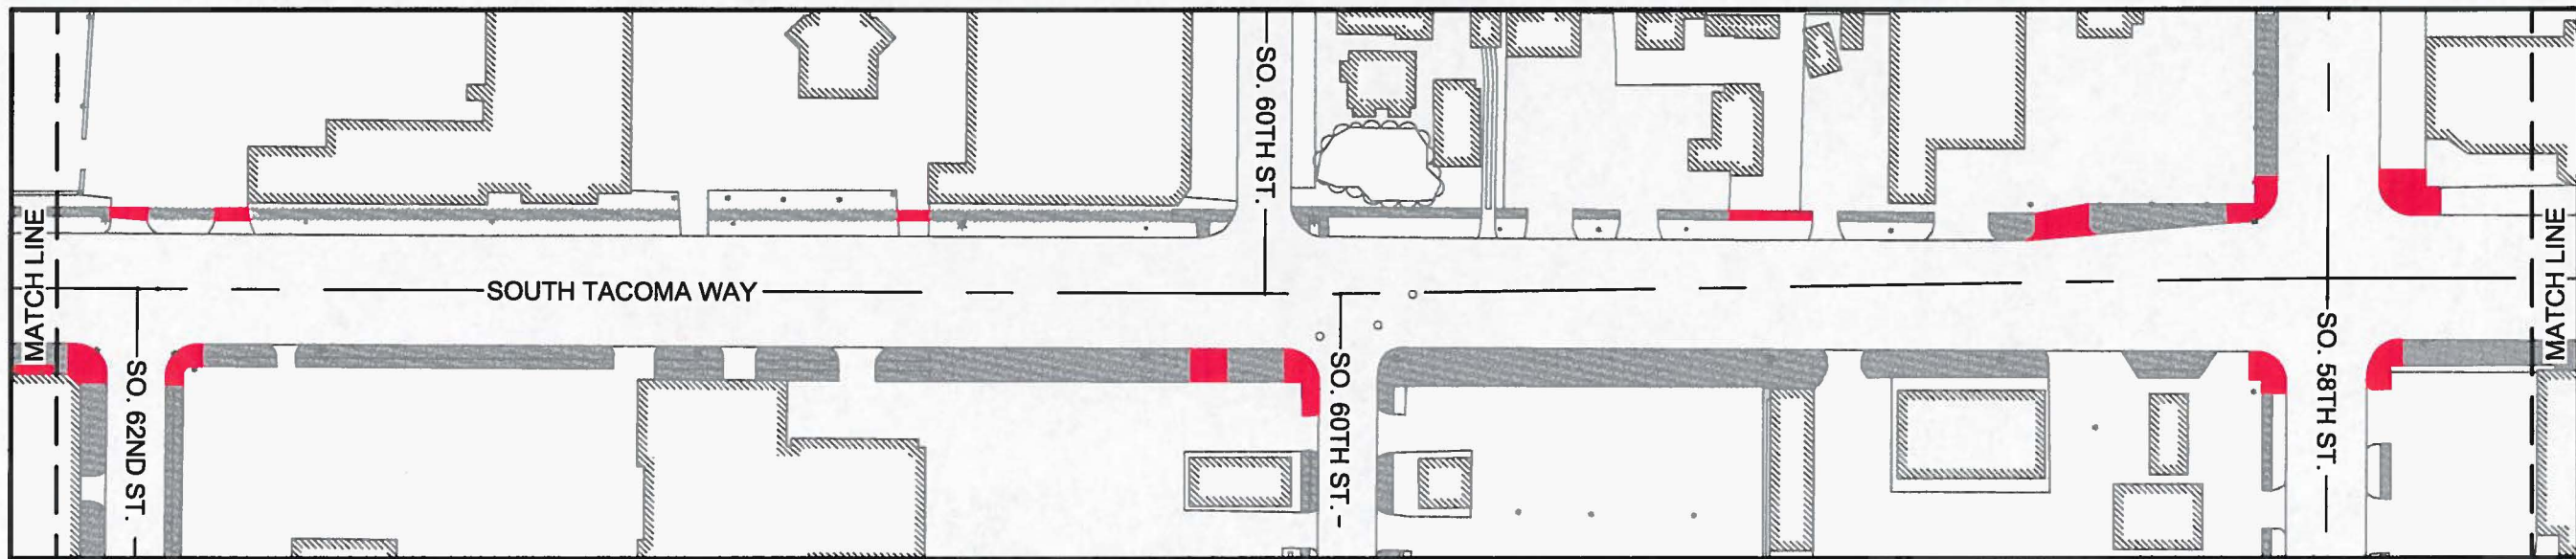 SO. 60TH ST.
MATCH LINE
SOUTH TACOMA WAY
MATCH LINE
SO. 62ND ST.
SO. 60TH ST.
SO. 58TH ST.